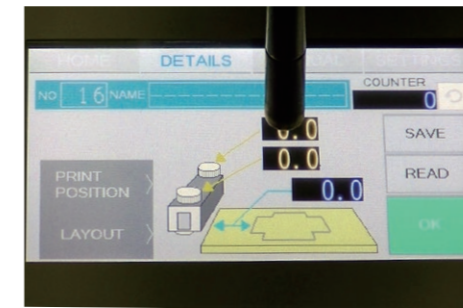 HOME DETAILS
COUNTER
NO 16 NAME 0
0.0 SAVE
0.0
PRINT POSITION 0.0 READ
LAYOUT OK